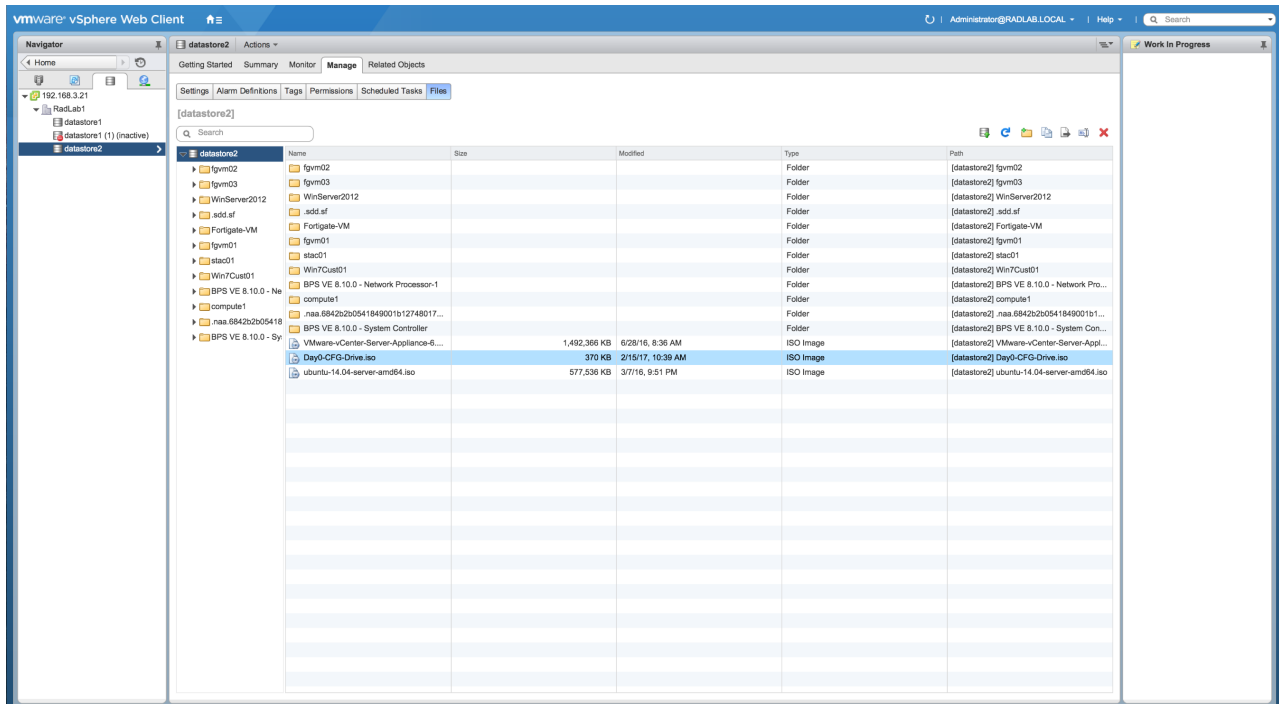 vmware® vSphere Web Client
Administrator@RADLAB.LOCAL
Help
Search
Navigator
Home
192.168.3.21
RadLab1
datastore1
datastore1 (1) (inactive)
datastore2
datastore2 Actions
Getting Started Summary Monitor Manage Related Objects
Settings Alarm Definitions Tags Permissions Scheduled Tasks Files
[datastore2]
Search
datastore2
fgvm02
fgvm03
WinServer2012
.sdd.sf
Fortigate-VM
fgvm01
stac01
Win7Cust01
BPS VE 8.10.0 - Ne
compute1
.naa.6842b2b05418
BPS VE 8.10.0 - Sy
Name Size Modified Type Path
fgvm02 Folder [datastore2] fgvm02
fgvm03 Folder [datastore2] fgvm03
WinServer2012 Folder [datastore2] WinServer2012
.sdd.sf Folder [datastore2] .sdd.sf
Fortigate-VM Folder [datastore2] Fortigate-VM
fgvm01 Folder [datastore2] fgvm01
stac01 Folder [datastore2] stac01
Win7Cust01 Folder [datastore2] Win7Cust01
BPS VE 8.10.0 - Network Processor-1 Folder [datastore2] BPS VE 8.10.0 - Network Pro...
compute1 Folder [datastore2] compute1
.naa.6842b2b0541849001b12748017... Folder [datastore2] .naa.6842b2b0541849001b1...
BPS VE 8.10.0 - System Controller Folder [datastore2] BPS VE 8.10.0 - System Con...
VMware-vCenter-Server-Appliance-6.... 1,492,366 KB 6/28/16, 8:36 AM ISO Image [datastore2] VMware-vCenter-Server-Appl...
Day0-CFG-Drive.iso 370 KB 2/15/17, 10:39 AM ISO Image [datastore2] Day0-CFG-Drive.iso
ubuntu-14.04-server-amd64.iso 577,536 KB 3/7/16, 9:51 PM ISO Image [datastore2] ubuntu-14.04-server-amd64.iso
Work In Progress